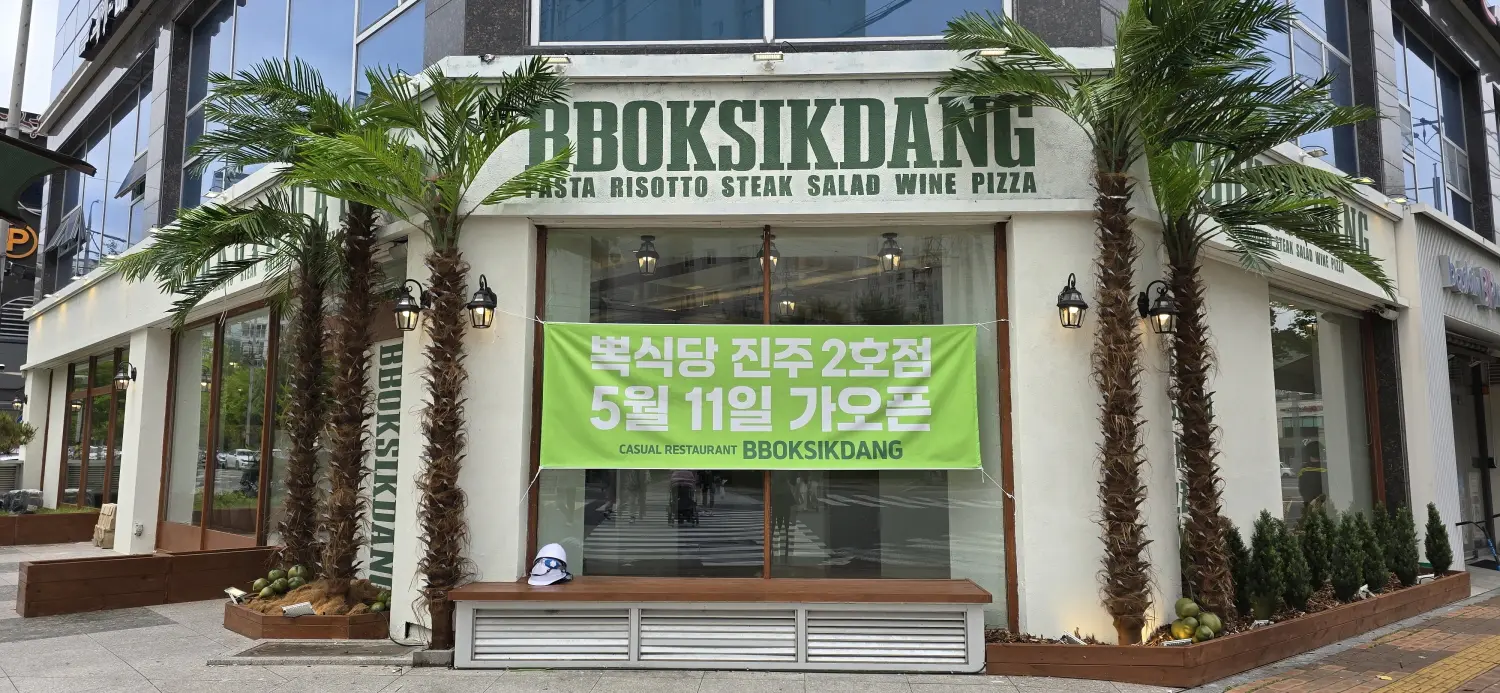 BBOKSIKDANG
PASTA RISOTTO STEAK SALAD WINE PIZZA
뽁식당 진주 2호점
5월 11일 가오픈
CASUAL RESTAURANT BBOKSIKDANG
BBOKSIKDANG
STEAK SALAD WINE PIZZA
P